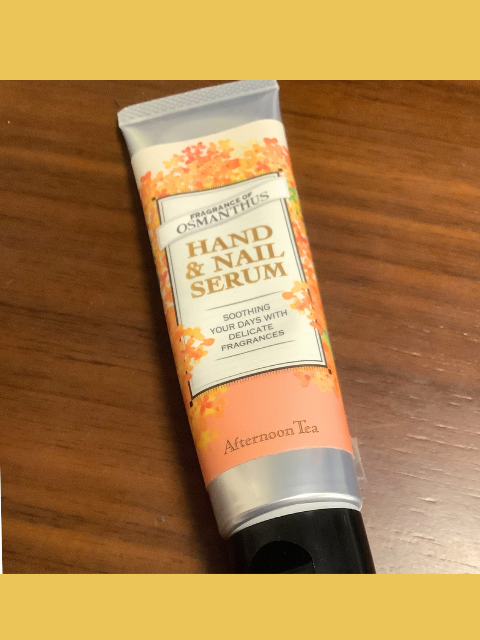 FRAGRANCE OF
OSMANTHUS
HAND
& NAIL
SERUM
SOOTHING
YOUR DAYS WITH
DELICATE
FRAGRANCES
Afternoon Tea